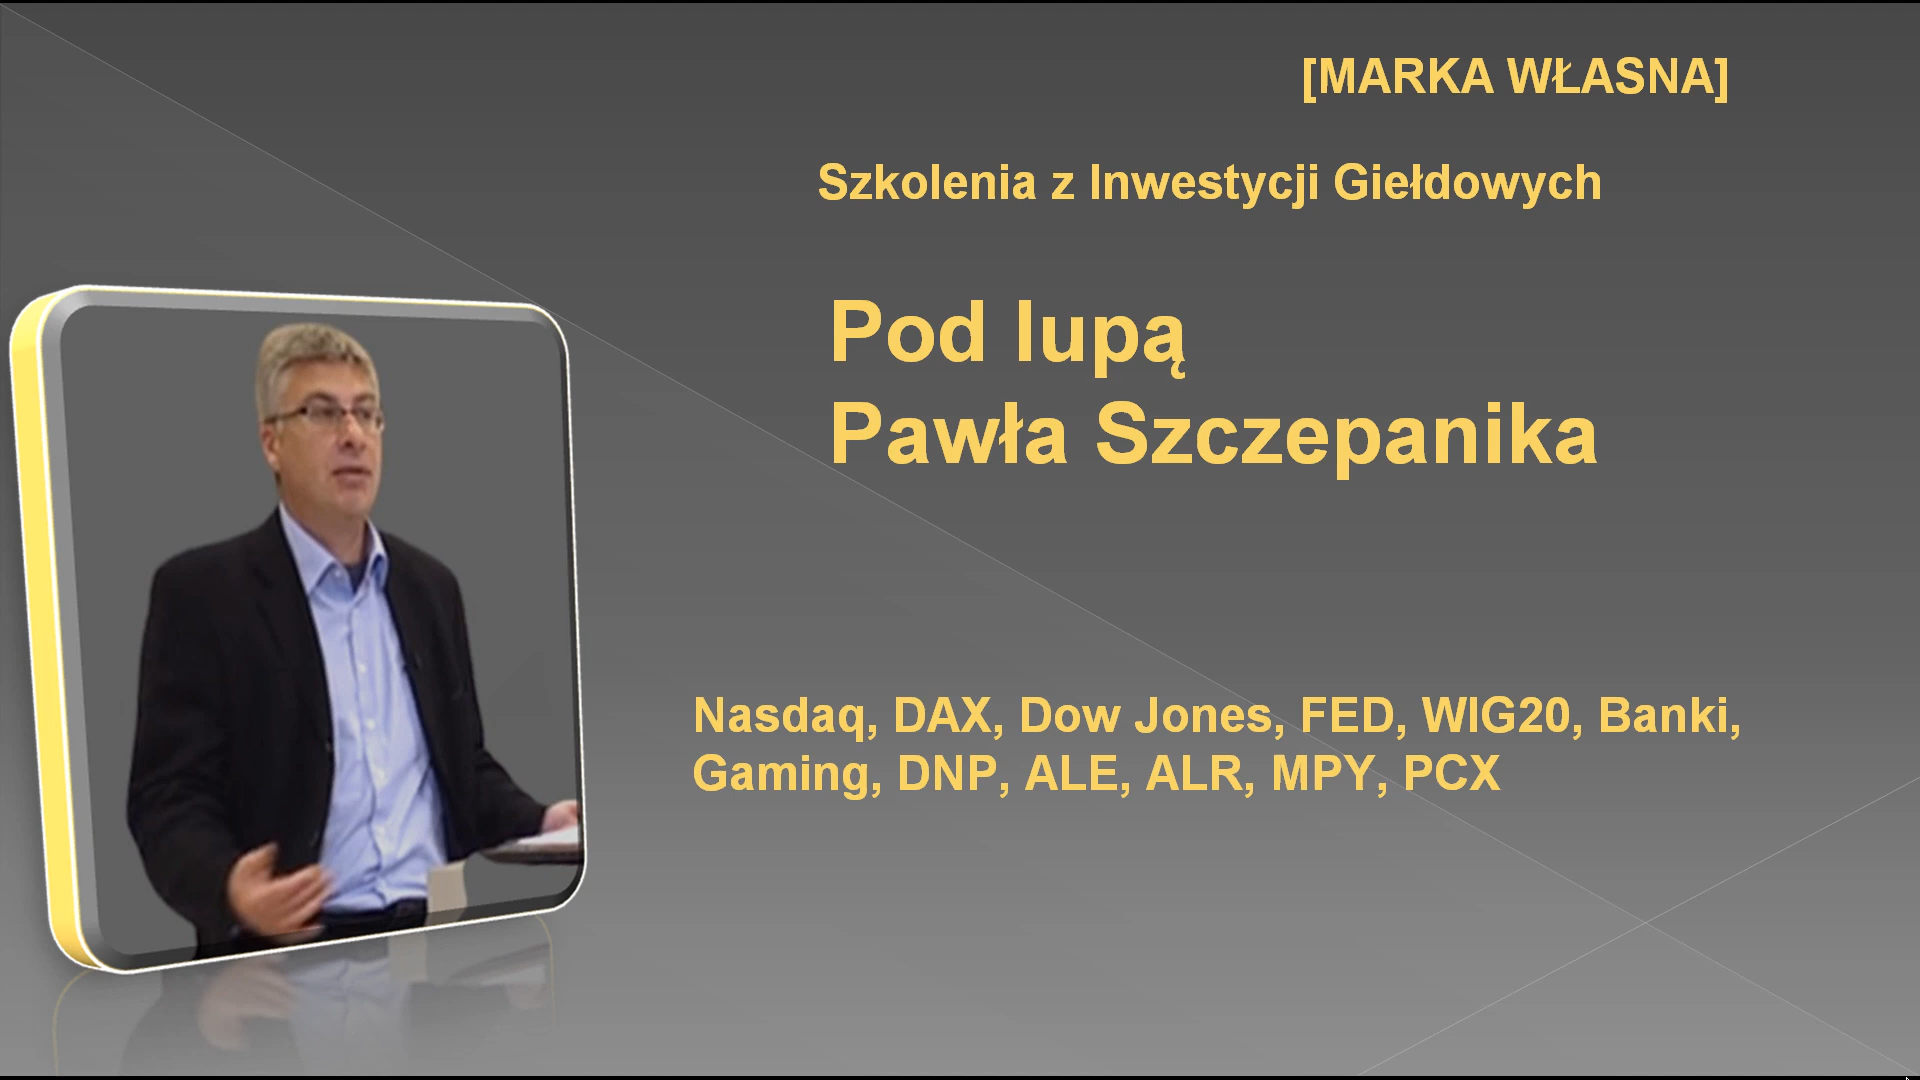 [MARKA WŁASNA]
Szkolenia z Inwestycji Giełdowych
Pod lupą
Pawła Szczepanika
Nasdaq, DAX, Dow Jones, FED, WIG20, Banki,
Gaming, DNP, ALE, ALR, MPY, PCX